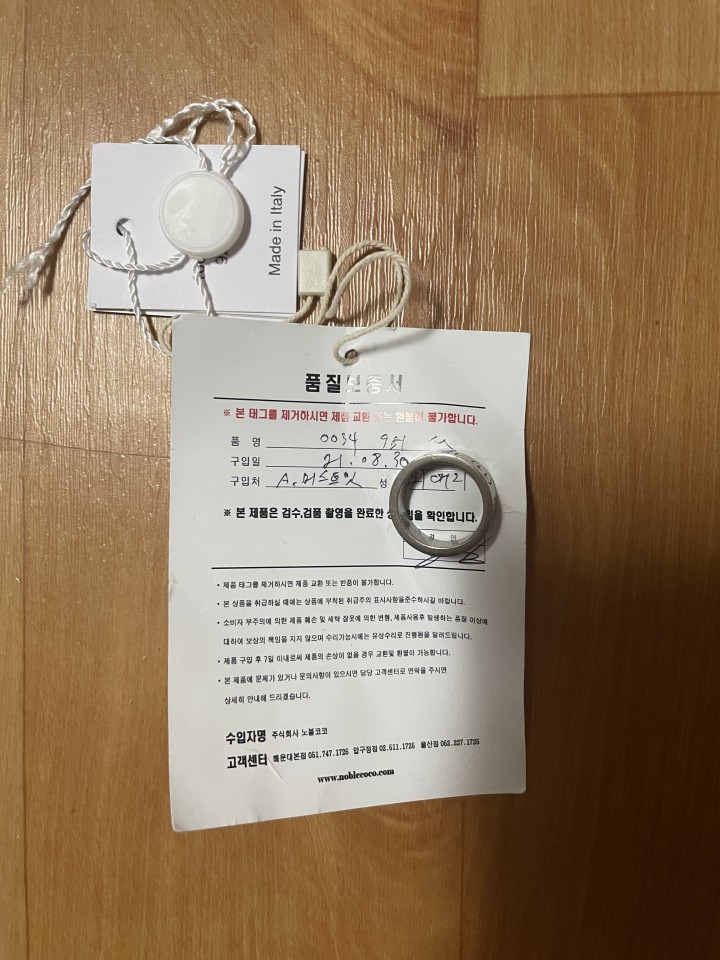 Made in Italy
품질보증서
※ 본 태그를 제거하시면 제품 교환 또는 환불이 불가합니다.
품 명 0034
구입일 21. 08. 30
구입처 A. 머스트잇 성
※ 본 제품은 검수,검품 촬영을 완료한 을 확인합니다.
• 제품 태그를 제거하시면 제품 교환 또는 반품이 불가합니다.
• 본 상품을 취급하실 때에는 상품에 부착된 취급주의 표시사항을준수하시길 바랍니다.
• 소비자 부주의에 의한 제품 훼손 및 세탁 잘못에 의한 변형, 제품사용후 발생하는 품질 이상에
대하여 보상의 책임을 지지 않으며 수리가능시에는 유상수리로 진행됨을 알려드립니다.
• 제품 구입 후 7일 이내로써 제품의 손상이 없을 경우 교환및 환불이 가능합니다.
• 본 제품에 문제가 있거나 문의사항이 있으시면 담당 고객센터로 연락을 주시면
상세히 안내해 드리겠습니다.
수입자명 주식회사 노블코코
고객센터 해운대본점 051.747.1725 압구정점 02.511.1725 울산점 052.227.1725
www.noblecoco.com